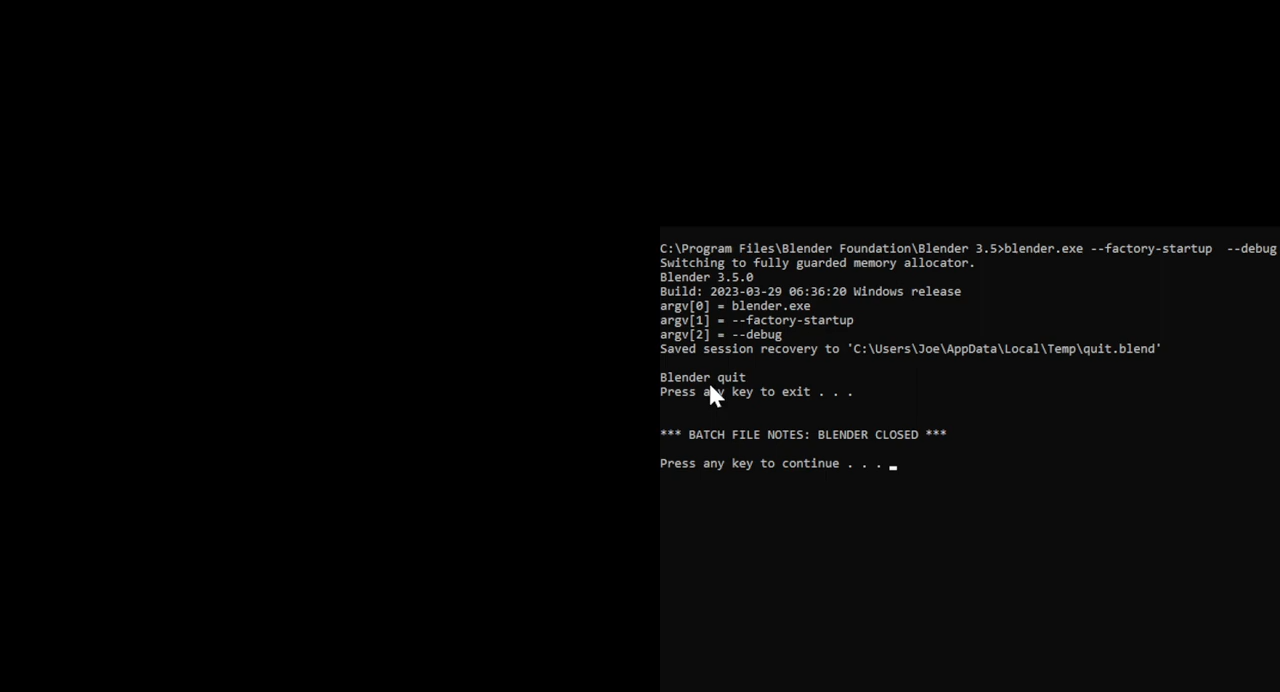 C:\Program Files\Blender Foundation\Blender 3.5>blender.exe --factory-startup  --debug
Switching to fully guarded memory allocator.
Blender 3.5.0
Build: 2023-03-29 06:36:20 Windows release
argv[0] = blender.exe
argv[1] = --factory-startup
argv[2] = --debug
Saved session recovery to 'C:\Users\Joe\AppData\Local\Temp\quit.blend'
Blender quit
Press any key to exit . . .
*** BATCH FILE NOTES: BLENDER CLOSED ***
Press any key to continue . . .